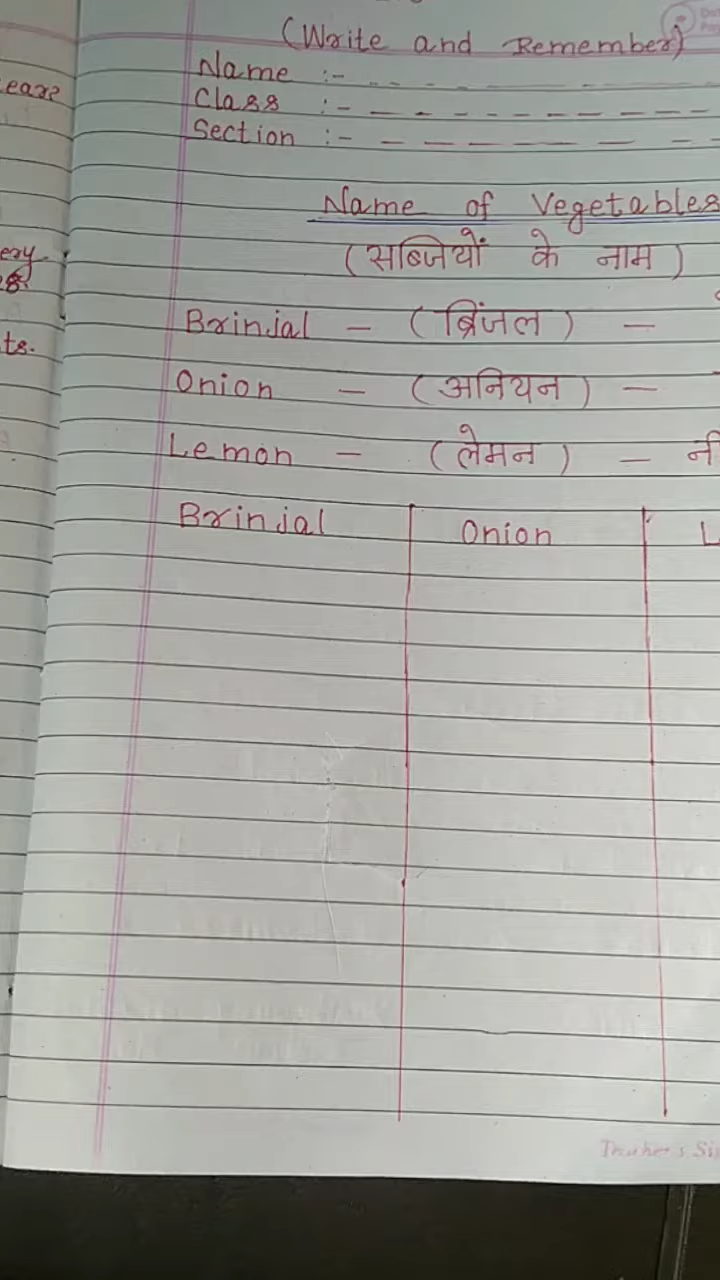 (Write and Remember)
Name :- - - - - - - - -
Class :- - - - - - - - - -
Section :- - - - - - - - -
Name of Vegetables
(सब्जियों के नाम)
Brinjal - (ब्रिंजल) -
Onion - (अनियन) -
Lemon - (लेमन) - नी
Brinjal Onion L
ts.